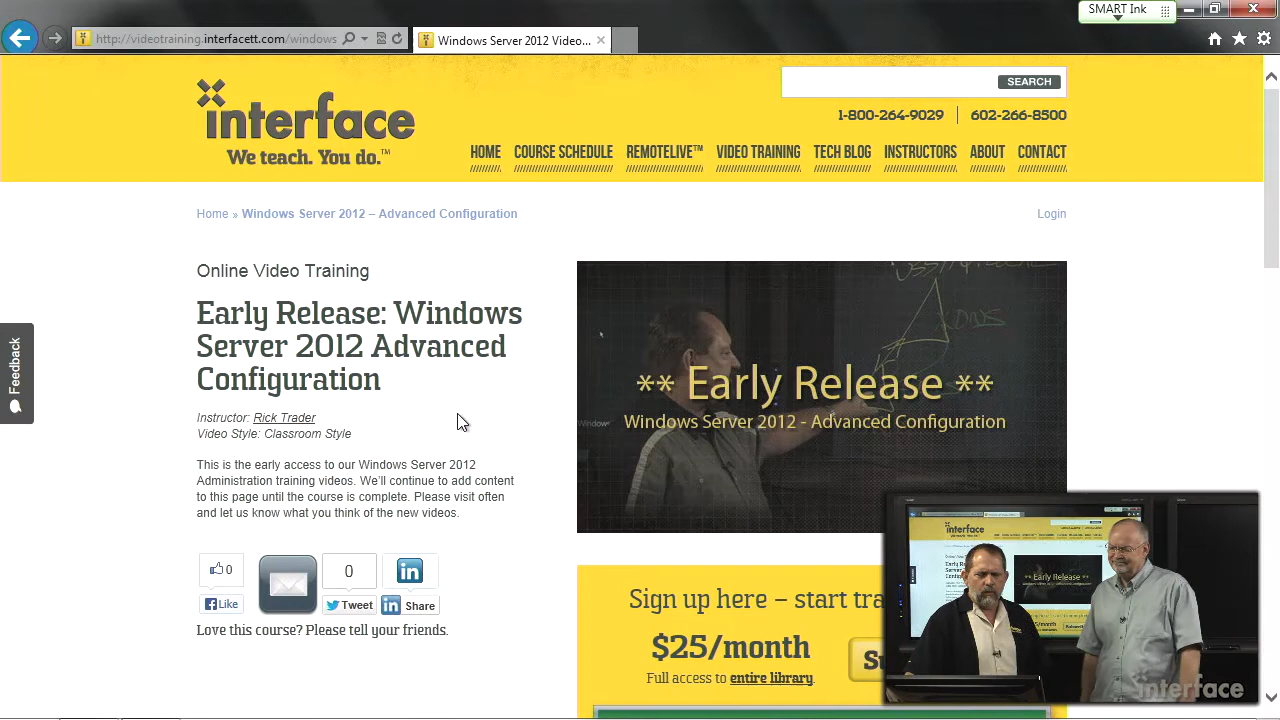 SMART Ink
http://videotraining.interfacett.com/windows
Windows Server 2012 Video...
interface
We teach. You do.™
SEARCH
1-800-264-9029
602-266-8500
HOME
COURSE SCHEDULE
REMOTELIVE™
VIDEO TRAINING
TECH BLOG
INSTRUCTORS
ABOUT
CONTACT
Home » Windows Server 2012 – Advanced Configuration
Login
Feedback
Online Video Training
Early Release: Windows
Server 2012 Advanced
Configuration
Instructor: Rick Trader
Video Style: Classroom Style
This is the early access to our Windows Server 2012
Administration training videos. We'll continue to add content
to this page until the course is complete. Please visit often
and let us know what you think of the new videos.
0
Like
0
Tweet
in
in Share
Love this course? Please tell your friends.
** Early Release **
Windows Server 2012 - Advanced Configuration
Window
Sign up here – start tra
$25/month
Full access to entire library.
interface
** Early Release **
interface